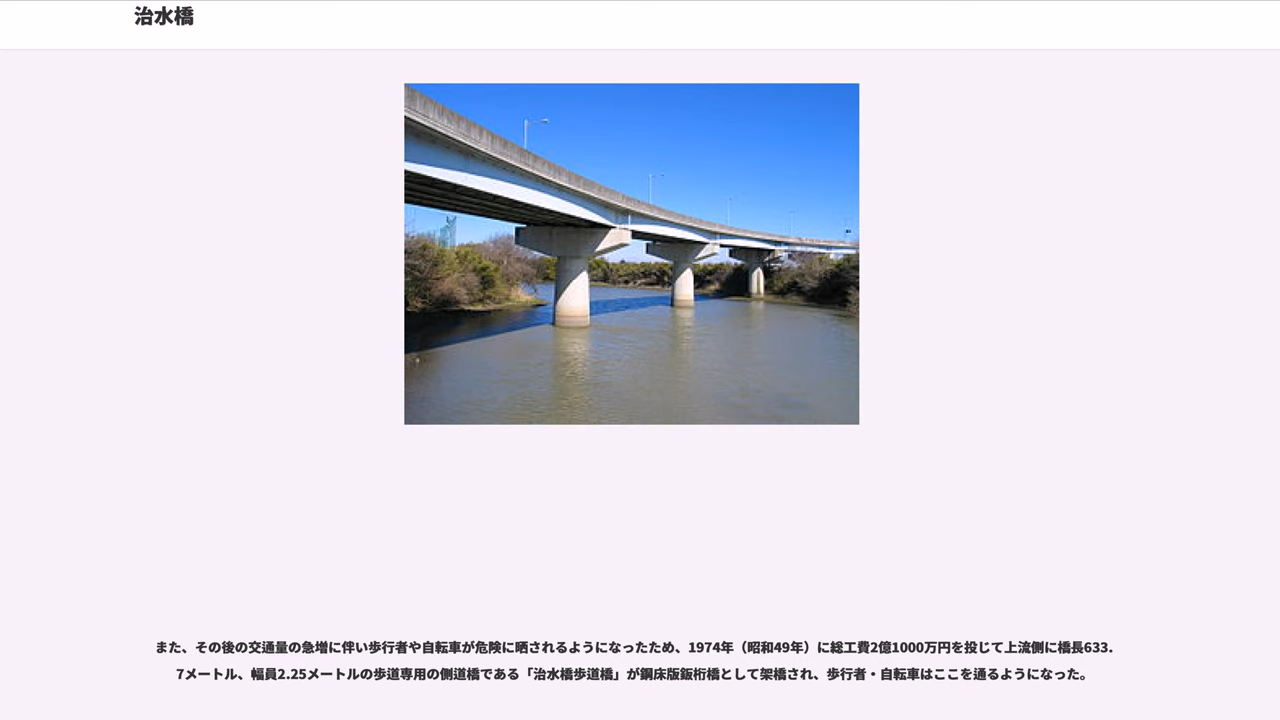 治水橋
また、その後の交通量の急増に伴い歩行者や自転車が危険に晒されるようになったため、1974年（昭和49年）に総工費2億1000万円を投じて上流側に橋長633.
7メートル、幅員2.25メートルの歩道専用の側道橋である「治水橋歩道橋」が鋼床版鈑桁橋として架橋され、歩行者・自転車はここを通るようになった。